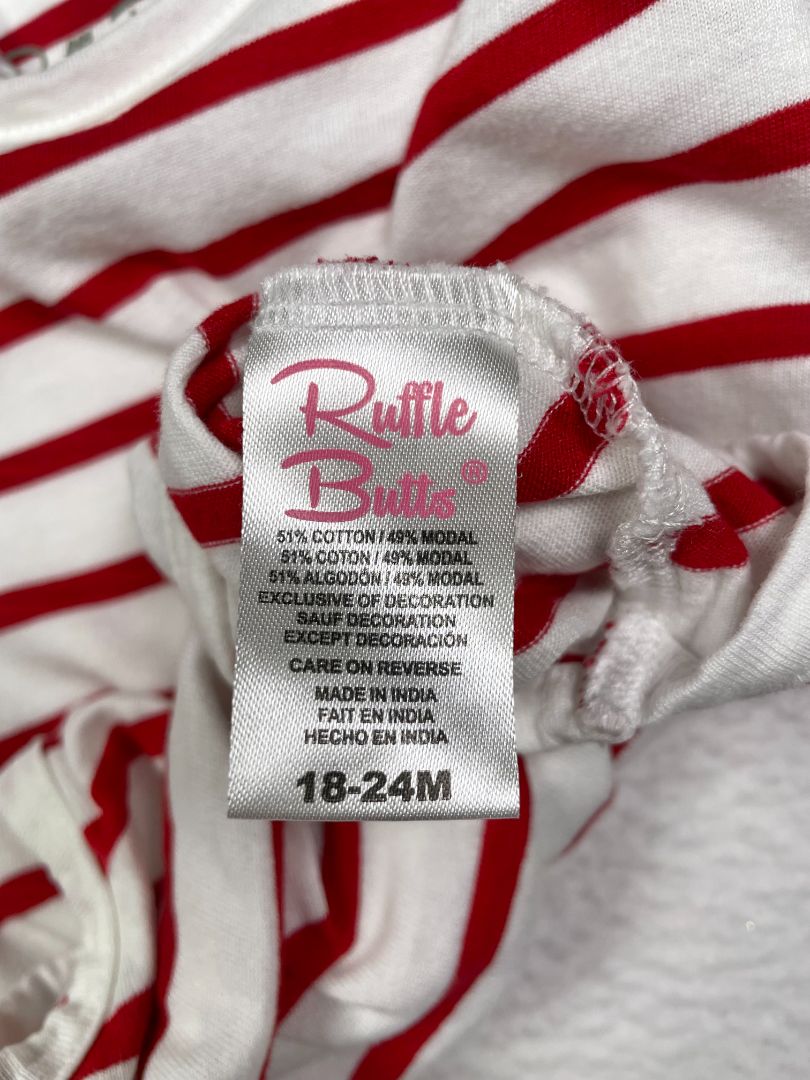 Ruffle
Butts®
51% COTTON / 49% MODAL
51% COTON / 49% MODAL
51% ALGODÓN / 49% MODAL
EXCLUSIVE OF DECORATION
SAUF DECORATION
EXCEPT DECORACIÓN
CARE ON REVERSE
MADE IN INDIA
FAIT EN INDIA
HECHO EN INDIA
18-24M